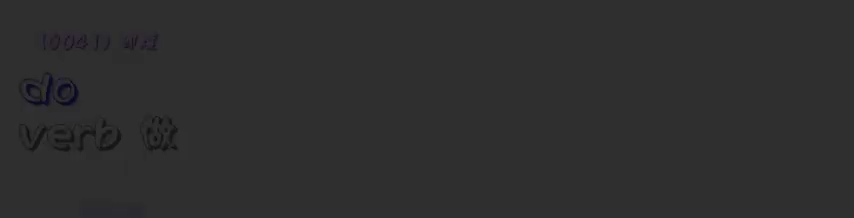 (0041)
do
verb 做